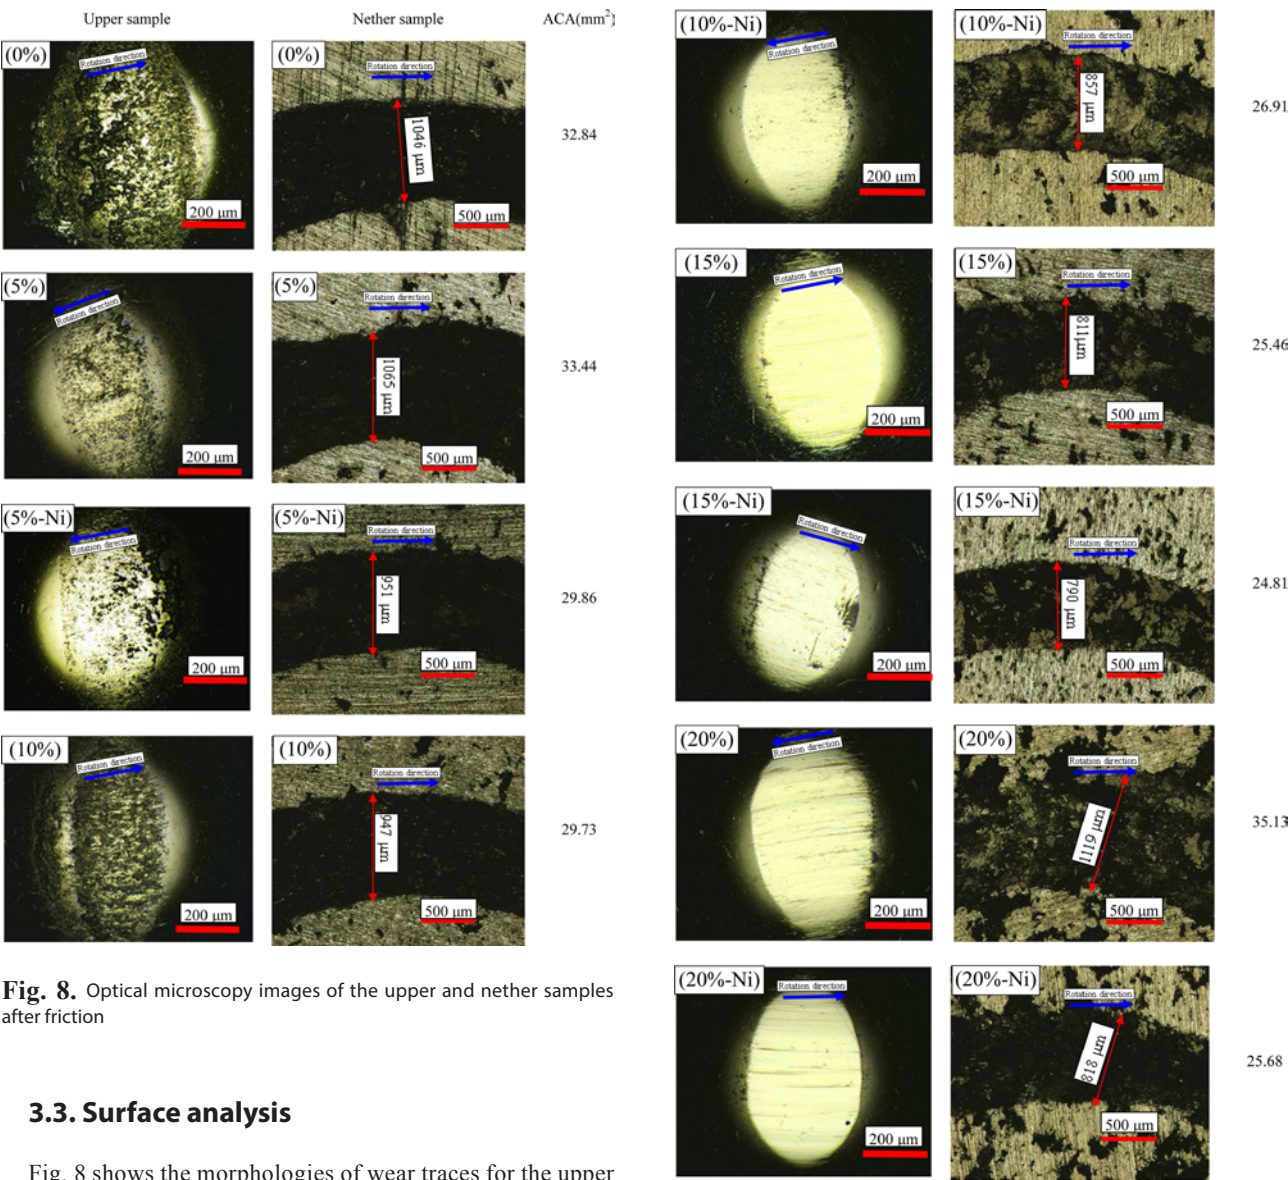 Upper sample
Nether sample
ACA(mm²)
(0%)
Rotation direction
200 µm
(0%)
Rotation direction
1046 µm
500 µm
32.84
(5%)
Rotation direction
200 µm
(5%)
Rotation direction
1065 µm
500 µm
33.44
(5%-Ni)
Rotation direction
200 µm
(5%-Ni)
Rotation direction
951 µm
500 µm
29.86
(10%)
Rotation direction
200 µm
(10%)
Rotation direction
947 µm
500 µm
29.73
Fig. 8. Optical microscopy images of the upper and nether samples
after friction
3.3. Surface analysis
Fig. 8 shows the morphologies of wear traces for the upper
(10%-Ni)
Rotation direction
200 µm
(10%-Ni)
Rotation direction
857 µm
500 µm
26.91
(15%)
Rotation direction
200 µm
(15%)
Rotation direction
811µm
500 µm
25.46
(15%-Ni)
Rotation direction
200 µm
(15%-Ni)
Rotation direction
790 µm
500 µm
24.81
(20%)
Rotation direction
200 µm
(20%)
Rotation direction
1119 µm
500 µm
35.13
(20%-Ni)
Rotation direction
200 µm
(20%-Ni)
Rotation direction
818 µm
500 µm
25.68